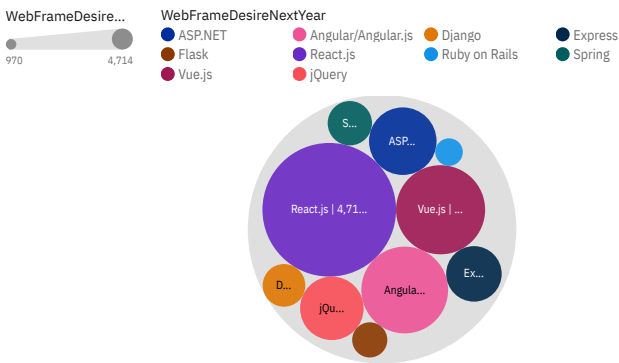 WebFrameDesire...
970 4,714
WebFrameDesireNextYear
ASP.NET Angular/Angular.js Django Express
Flask React.js Ruby on Rails Spring
Vue.js jQuery
S...
ASP...
React.js | 4,71... Vue.js | ...
Ex...
D... Angula...
jQu...